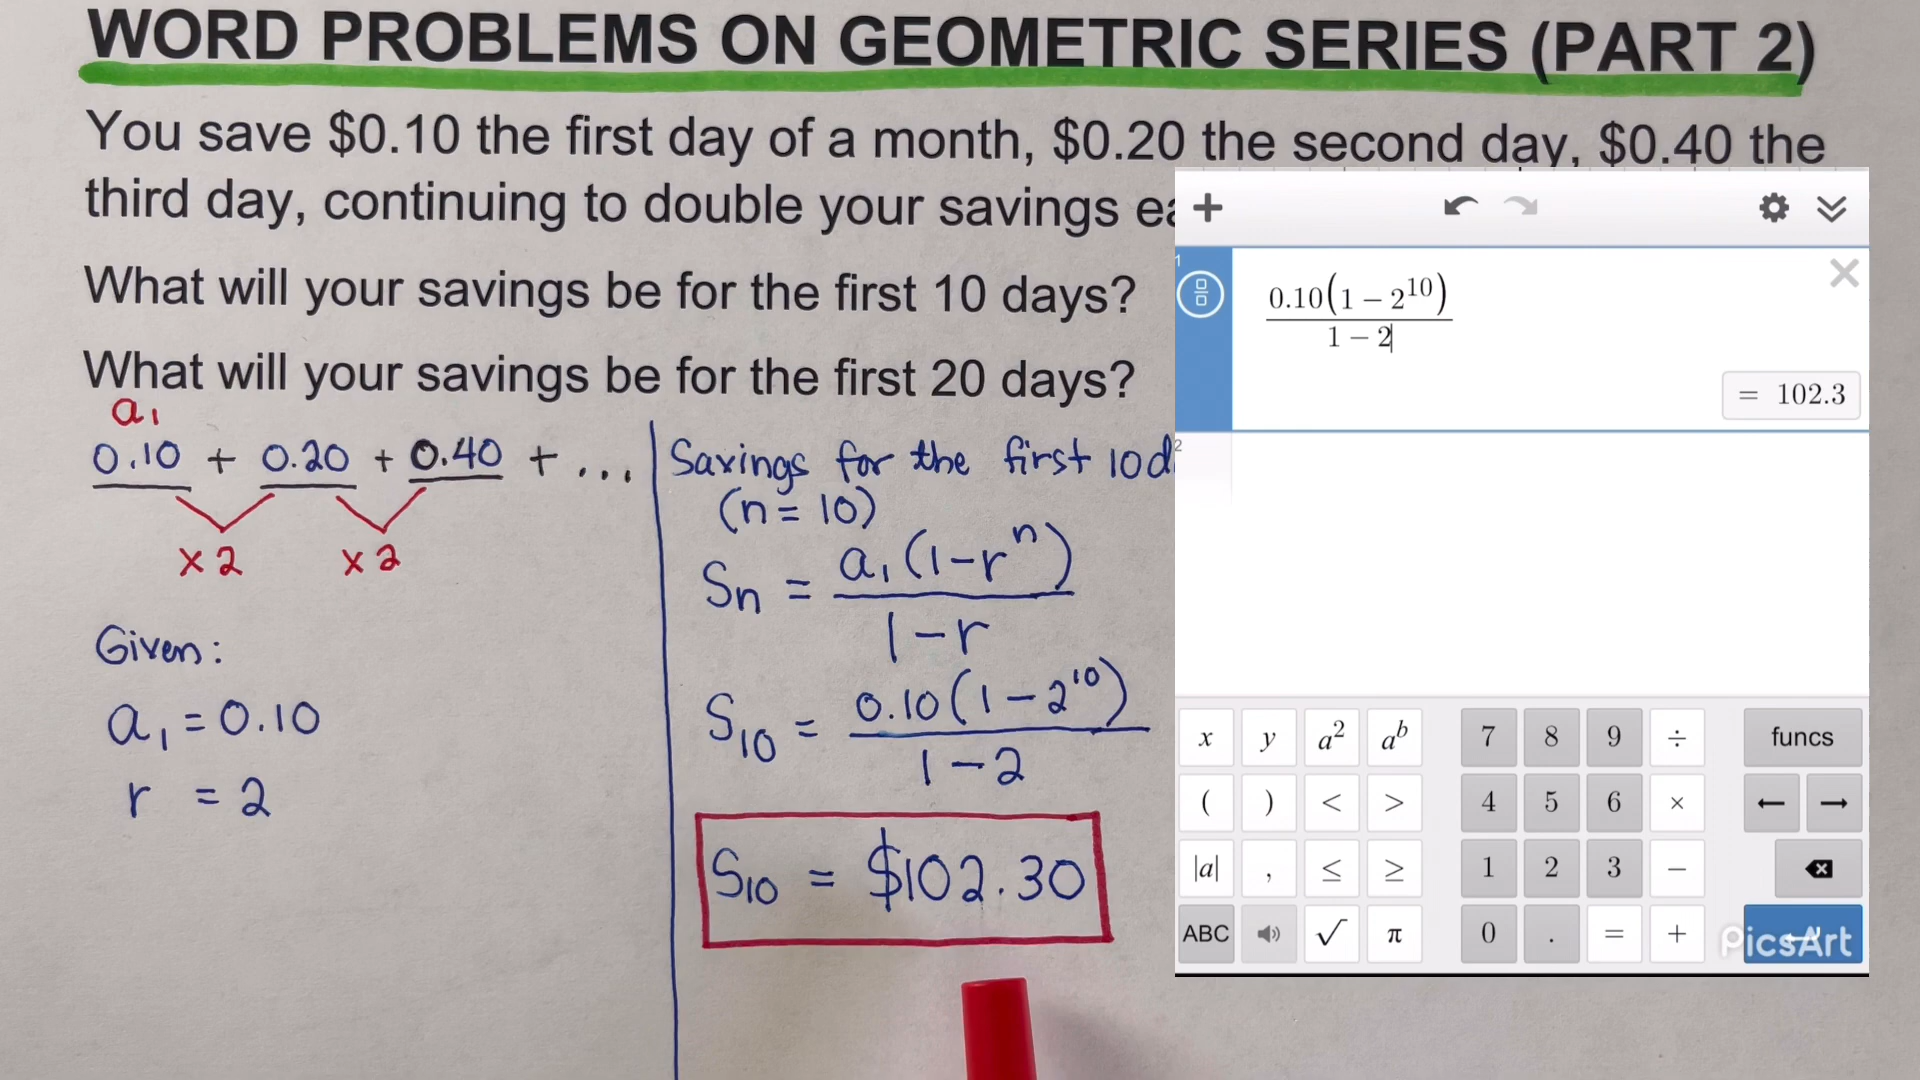 WORD PROBLEMS ON GEOMETRIC SERIES (PART 2)
You save $0.10 the first day of a month, $0.20 the second day, $0.40 the
third day, continuing to double your savings
What will your savings be for the first 10 days?
What will your savings be for the first 20 days?
a₁
0.10 + 0.20 + 0.40 + ...
×2 ×2
Given:
a₁ = 0.10
r = 2
Savings for the first 10d
(n = 10)
Sn = a₁(1-rⁿ)
1-r
S₁₀ = 0.10(1-2¹⁰)
1-2
S₁₀ = $102.30
+
1
0.10(1 − 2¹⁰)
1 − 2
= 102.3
2
x y a² aᵇ 7 8 9 ÷ funcs
( ) < > 4 5 6 × ← →
|a| , ≤ ≥ 1 2 3 −
ABC √ π 0 . = +
PicsArt